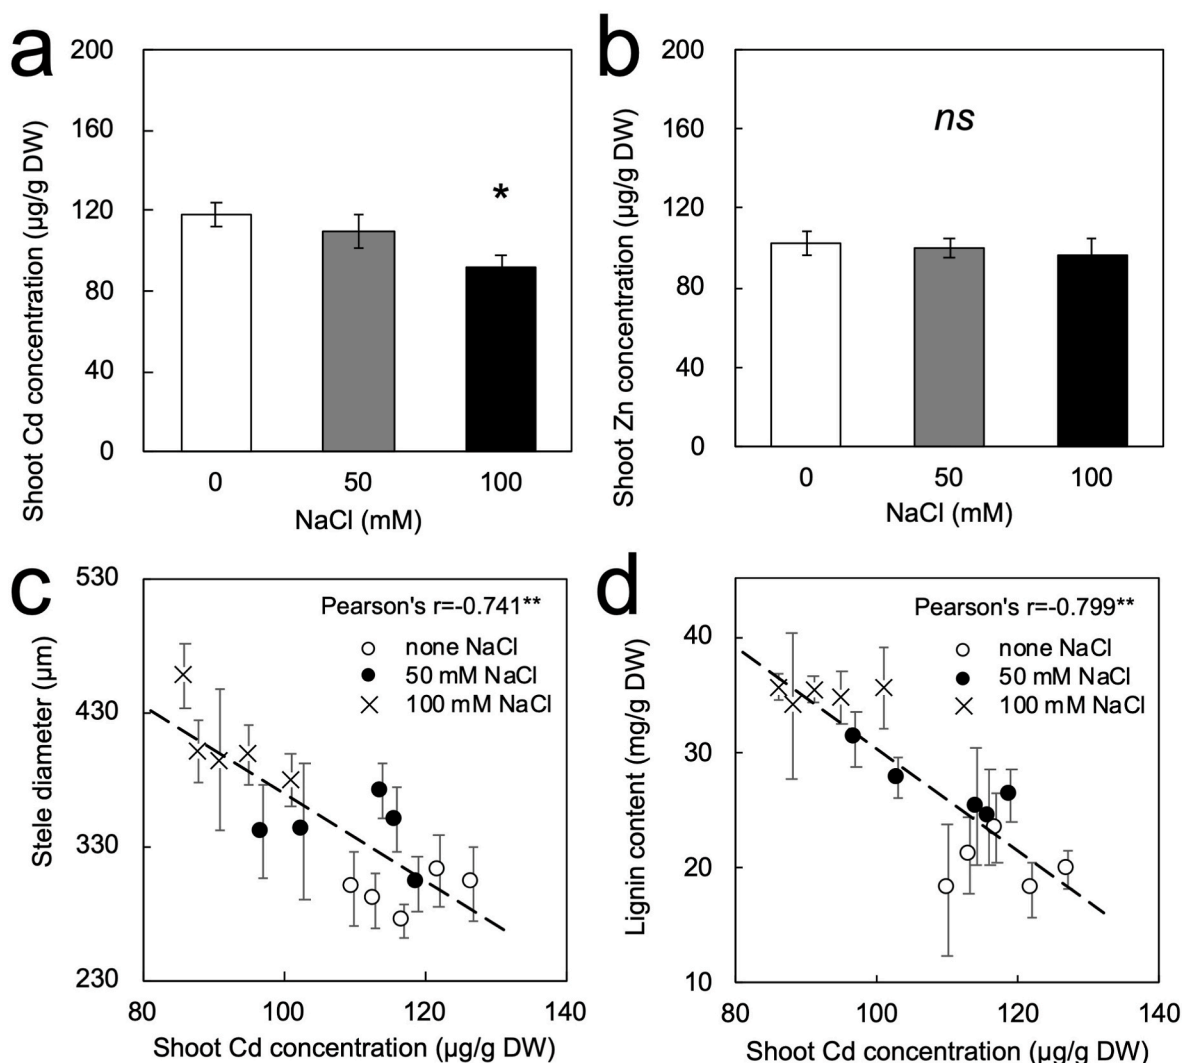 a
200
160
120
80
40
0
Shoot Cd concentration (µg/g DW)
*
0 50 100
NaCl (mM)
b
200
160
120
80
40
0
Shoot Zn concentration (µg/g DW)
ns
0 50 100
NaCl (mM)
c
530
430
330
230
Stele diameter (µm)
Pearson's r=-0.741**
none NaCl
50 mM NaCl
100 mM NaCl
80 100 120 140
Shoot Cd concentration (µg/g DW)
d
40
30
20
10
Lignin content (mg/g DW)
Pearson's r=-0.799**
none NaCl
50 mM NaCl
100 mM NaCl
80 100 120 140
Shoot Cd concentration (µg/g DW)